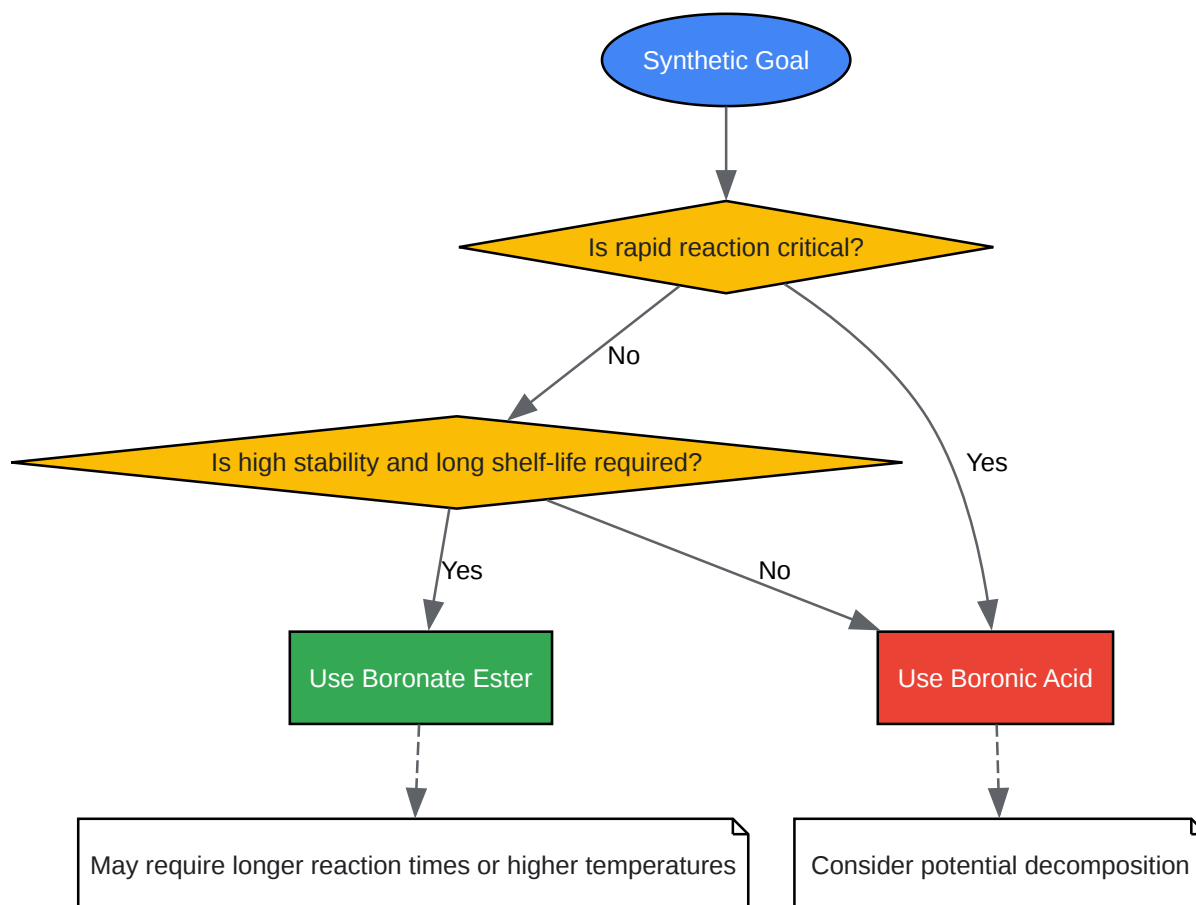 Synthetic Goal
Is rapid reaction critical?
No
Yes
Is high stability and long shelf-life required?
Yes
No
Use Boronate Ester
Use Boronic Acid
May require longer reaction times or higher temperatures
Consider potential decomposition